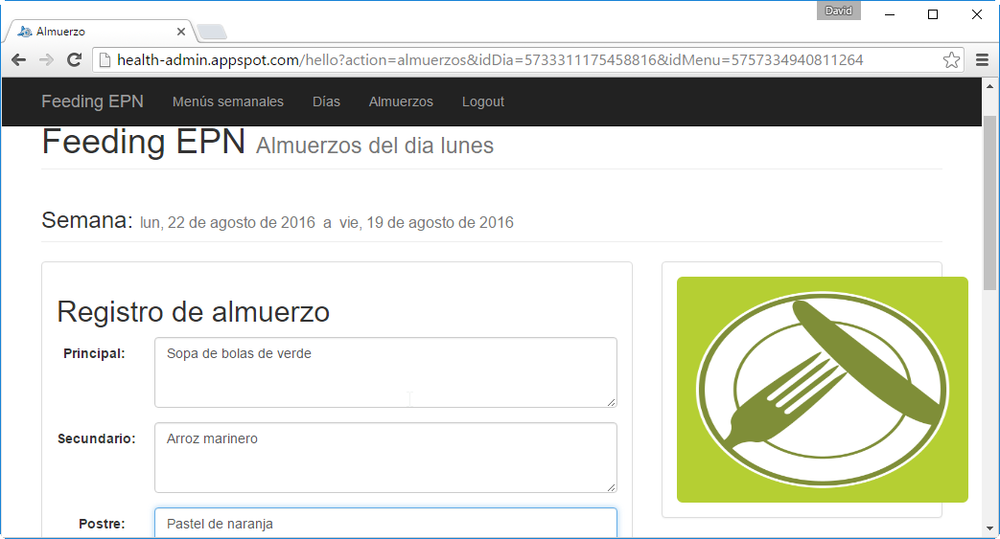 David
Almuerzo
health-admin.appspot.com/hello?action=almuerzos&idDia=5733311175458816&idMenu=5757334940811264
Feeding EPN Menús semanales Días Almuerzos Logout
Feeding EPN Almuerzos del dia lunes
Semana: lun, 22 de agosto de 2016 a vie, 19 de agosto de 2016
Registro de almuerzo
Principal: Sopa de bolas de verde
Secundario: Arroz marinero
Postre: Pastel de naranja